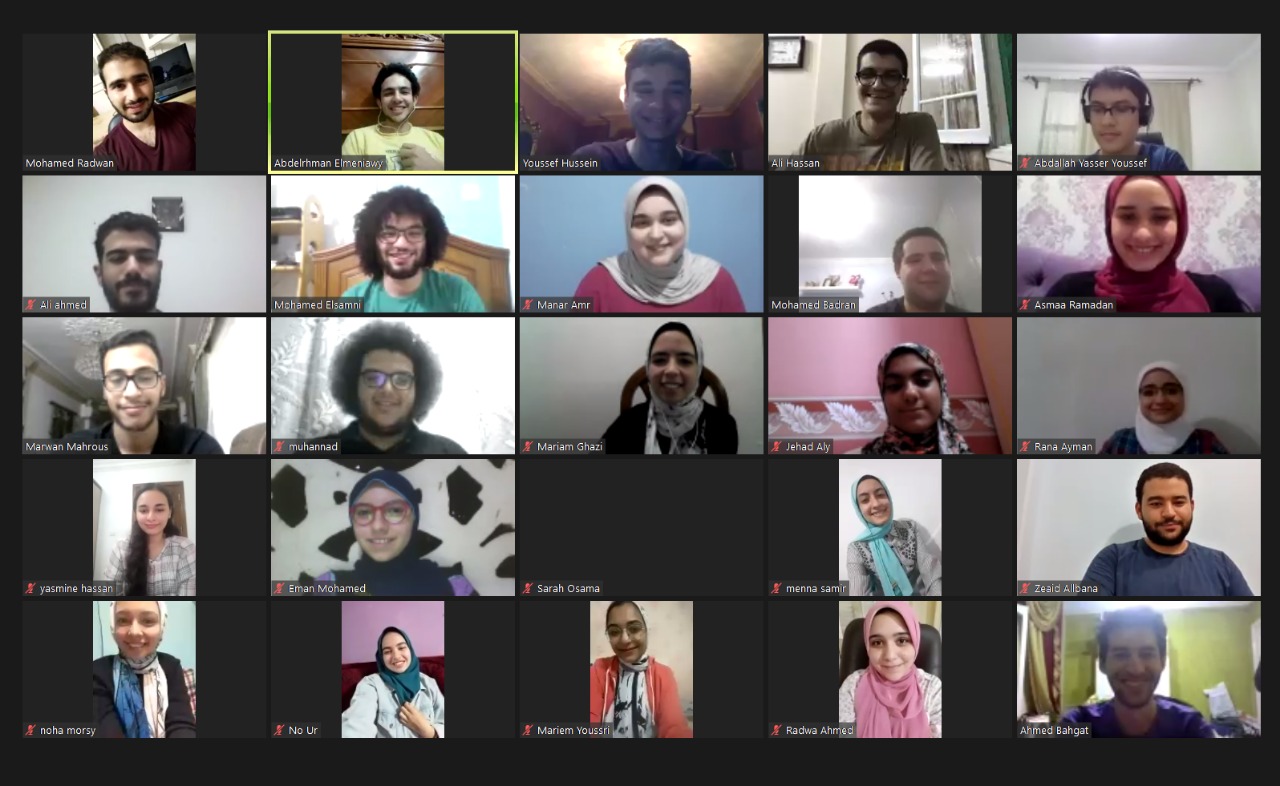 Mohamed Radwan
Abdelrhman Elmeniawy
Youssef Hussein
Ali Hassan
Abdallah Yasser Youssef
Ali ahmed
Mohamed Elsamni
Manar Amr
Mohamed Badran
Asmaa Ramadan
Marwan Mahrous
muhannad
Mariam Ghazi
Jehad Aly
Rana Ayman
yasmine hassan
Eman Mohamed
Sarah Osama
menna samir
Zeaid Allbana
noha morsy
No Ur
Mariem Youssri
Radwa Ahmed
Ahmed Bahgat